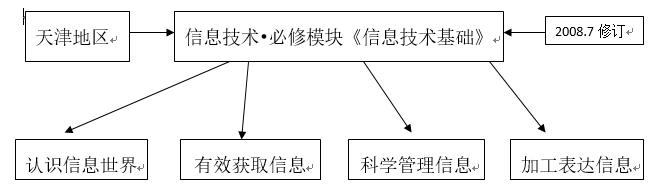 天津地区
信息技术•必修模块《信息技术基础》
2008.7 修订
认识信息世界
有效获取信息
科学管理信息
加工表达信息